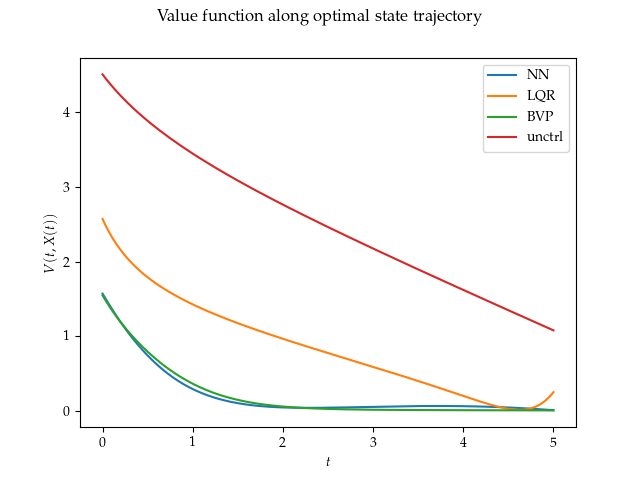 Value function along optimal state trajectory
NN
LQR
BVP
unctrl
V(t, X(t))
4
3
2
1
0
0 1 2 3 4 5
t